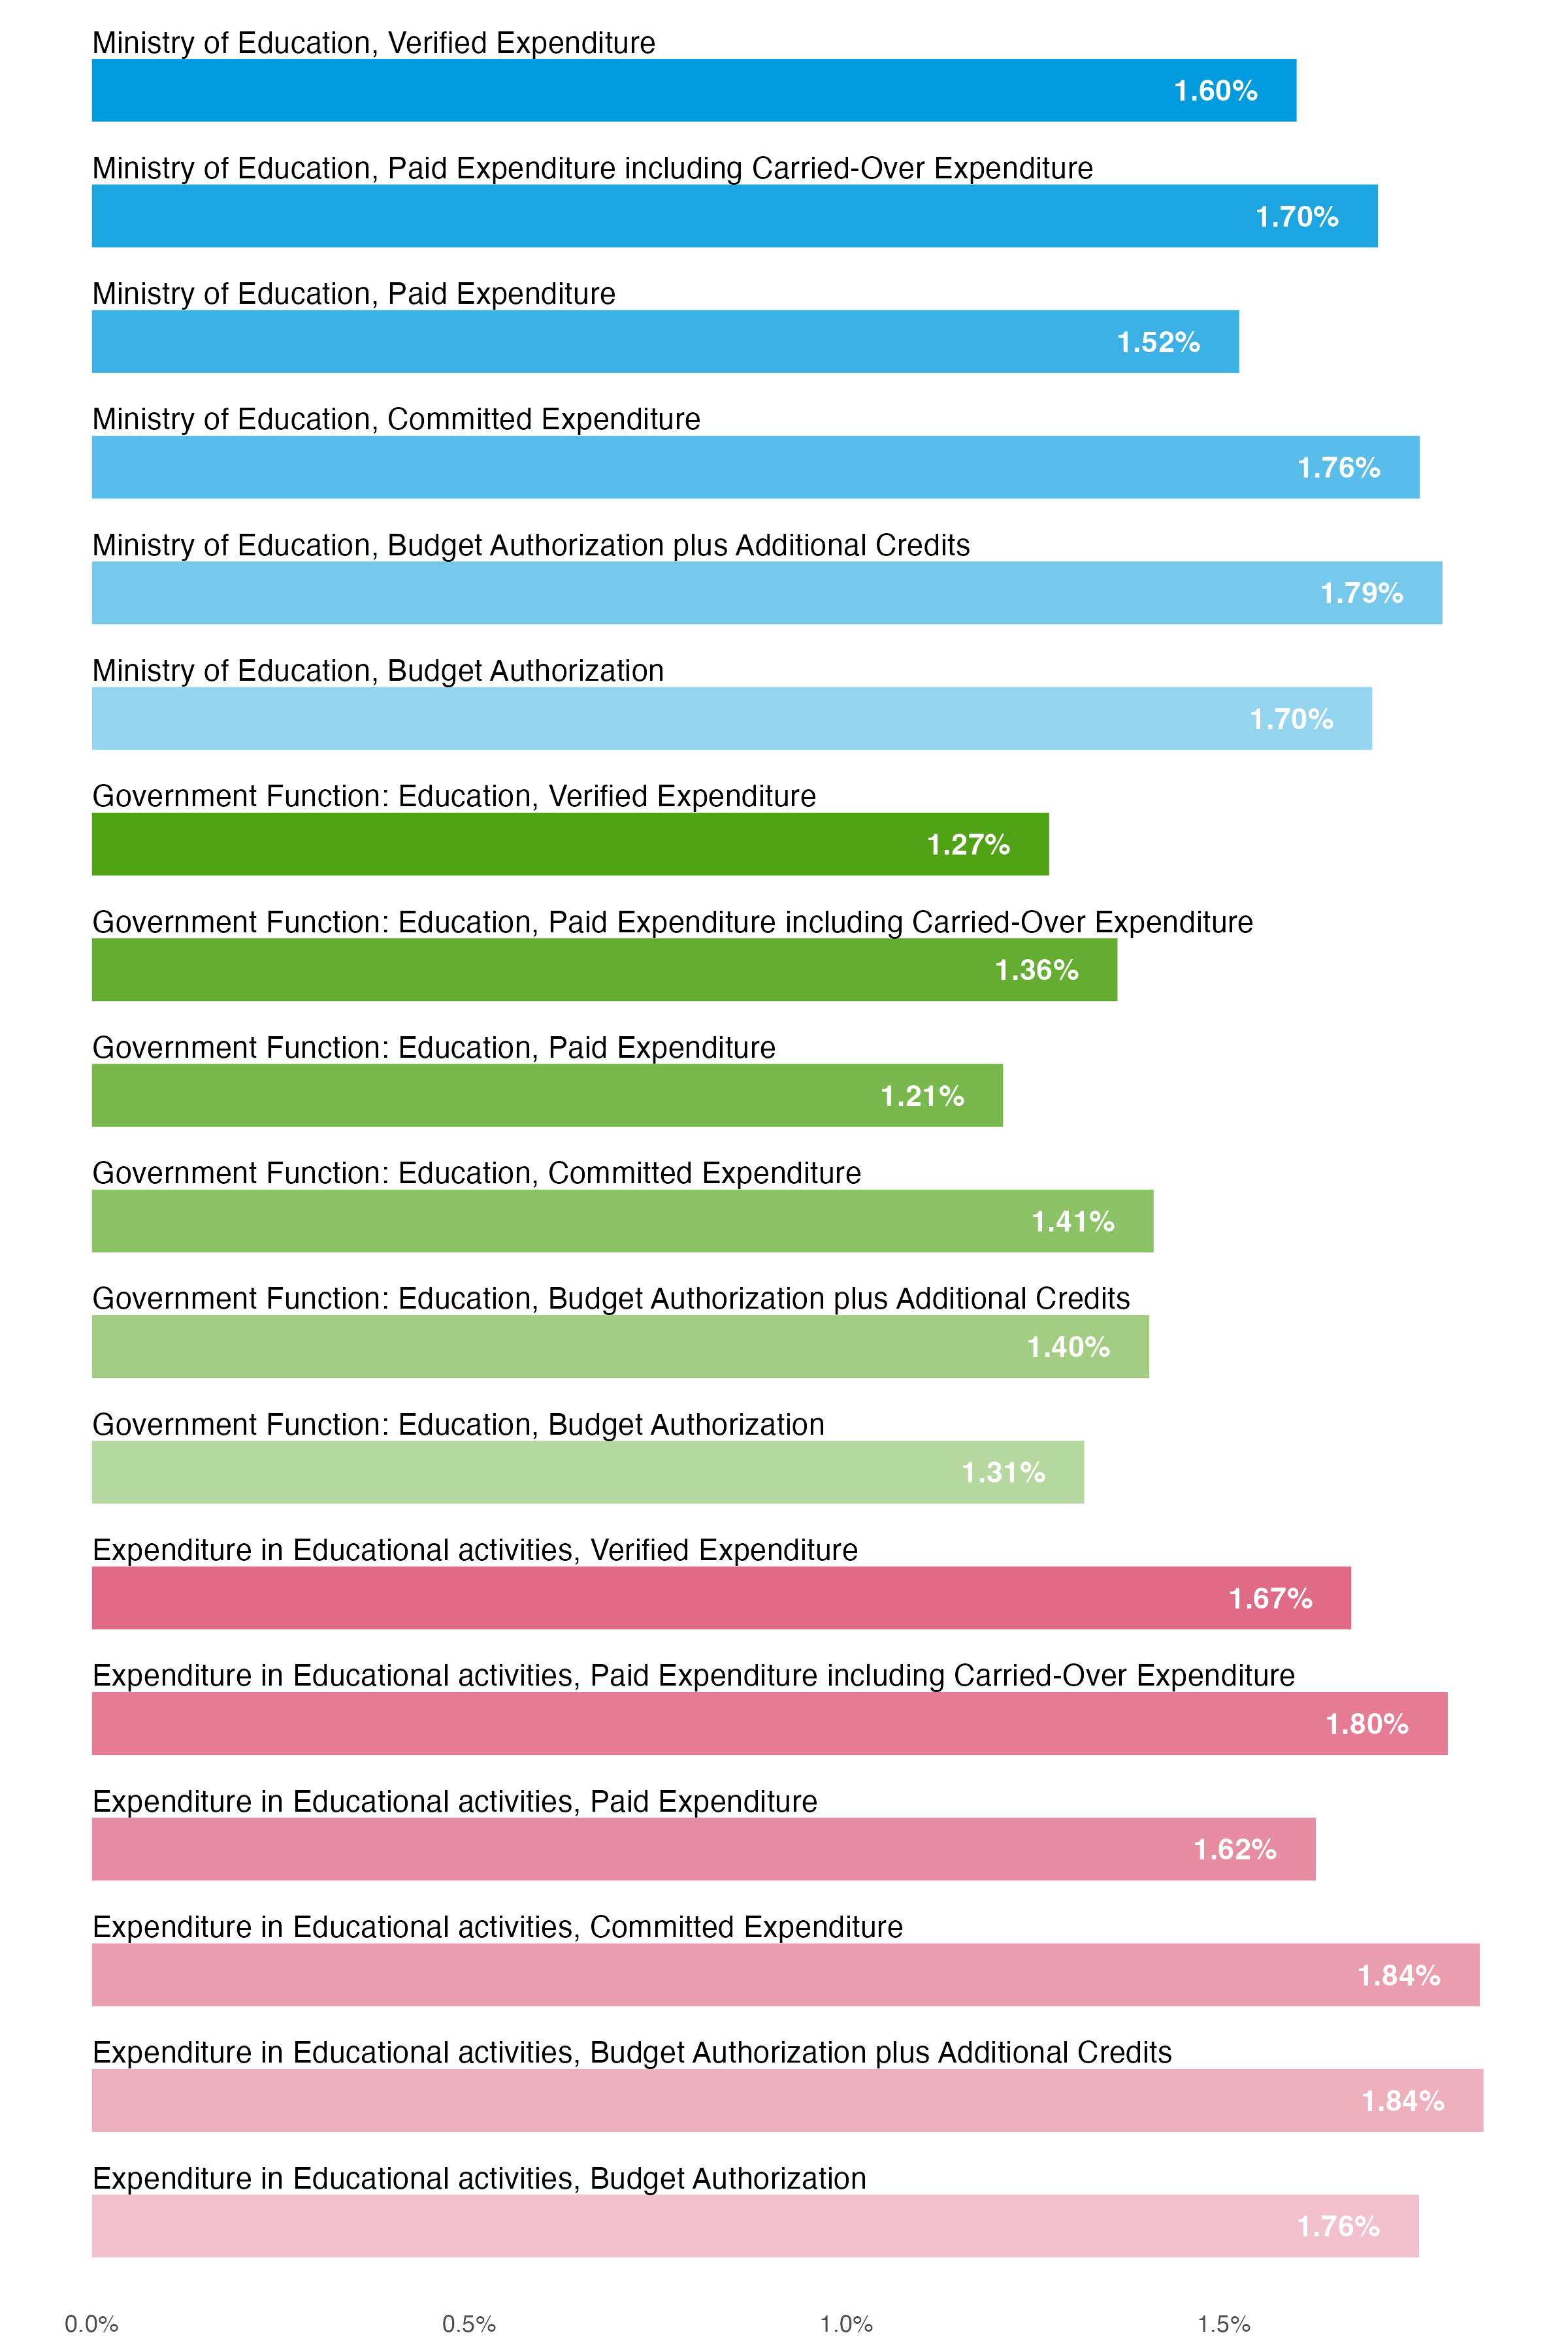 Ministry of Education, Verified Expenditure
1.60%
Ministry of Education, Paid Expenditure including Carried-Over Expenditure
1.70%
Ministry of Education, Paid Expenditure
1.52%
Ministry of Education, Committed Expenditure
1.76%
Ministry of Education, Budget Authorization plus Additional Credits
1.79%
Ministry of Education, Budget Authorization
1.70%
Government Function: Education, Verified Expenditure
1.27%
Government Function: Education, Paid Expenditure including Carried-Over Expenditure
1.36%
Government Function: Education, Paid Expenditure
1.21%
Government Function: Education, Committed Expenditure
1.41%
Government Function: Education, Budget Authorization plus Additional Credits
1.40%
Government Function: Education, Budget Authorization
1.31%
Expenditure in Educational activities, Verified Expenditure
1.67%
Expenditure in Educational activities, Paid Expenditure including Carried-Over Expenditure
1.80%
Expenditure in Educational activities, Paid Expenditure
1.62%
Expenditure in Educational activities, Committed Expenditure
1.84%
Expenditure in Educational activities, Budget Authorization plus Additional Credits
1.84%
Expenditure in Educational activities, Budget Authorization
1.76%
0.0% 0.5% 1.0% 1.5%